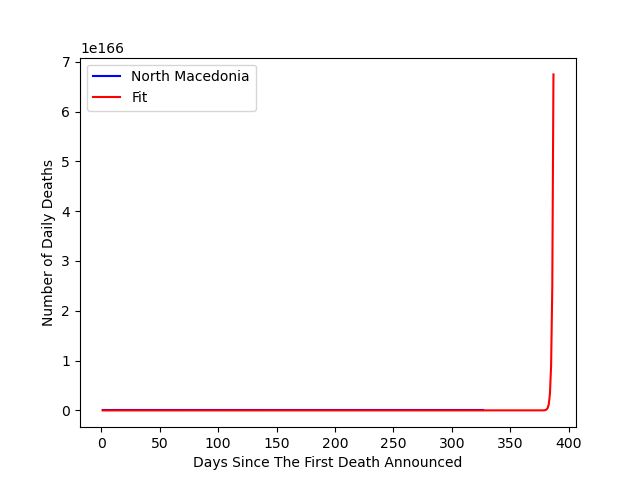 1e166
7
6
5
4
3
2
1
0
Number of Daily Deaths
North Macedonia
Fit
0 50 100 150 200 250 300 350 400
Days Since The First Death Announced